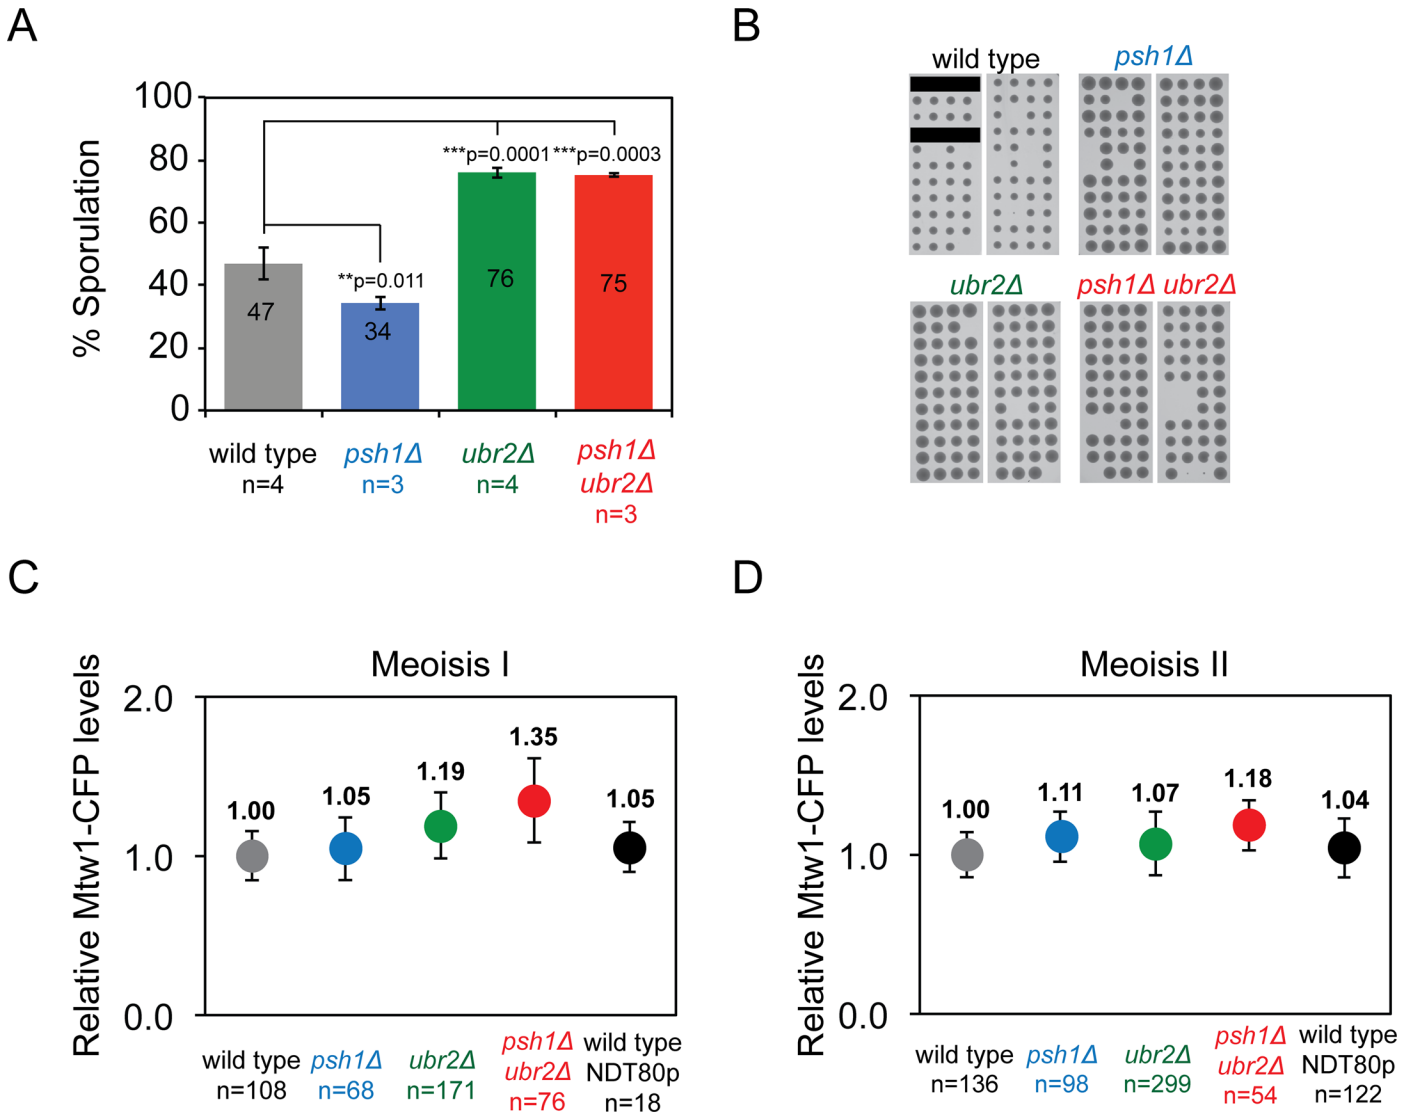 A
% Sporulation
100
80
60
40
20
0
***p=0.0001 ***p=0.0003
**p=0.011
47
34
76
75
wild type
n=4
psh1Δ
n=3
ubr2Δ
n=4
psh1Δ
ubr2Δ
n=3
B
wild type
psh1Δ
ubr2Δ
psh1Δ ubr2Δ
C
Meoisis I
Relative Mtw1-CFP levels
2.0
1.0
0.0
1.00
1.05
1.19
1.35
1.05
wild type
n=108
psh1Δ
n=68
ubr2Δ
n=171
psh1Δ
ubr2Δ
n=76
wild type
NDT80p
n=18
D
Meoisis II
Relative Mtw1-CFP levels
2.0
1.0
0.0
1.00
1.11
1.07
1.18
1.04
wild type
n=136
psh1Δ
n=98
ubr2Δ
n=299
psh1Δ
ubr2Δ
n=54
wild type
NDT80p
n=122